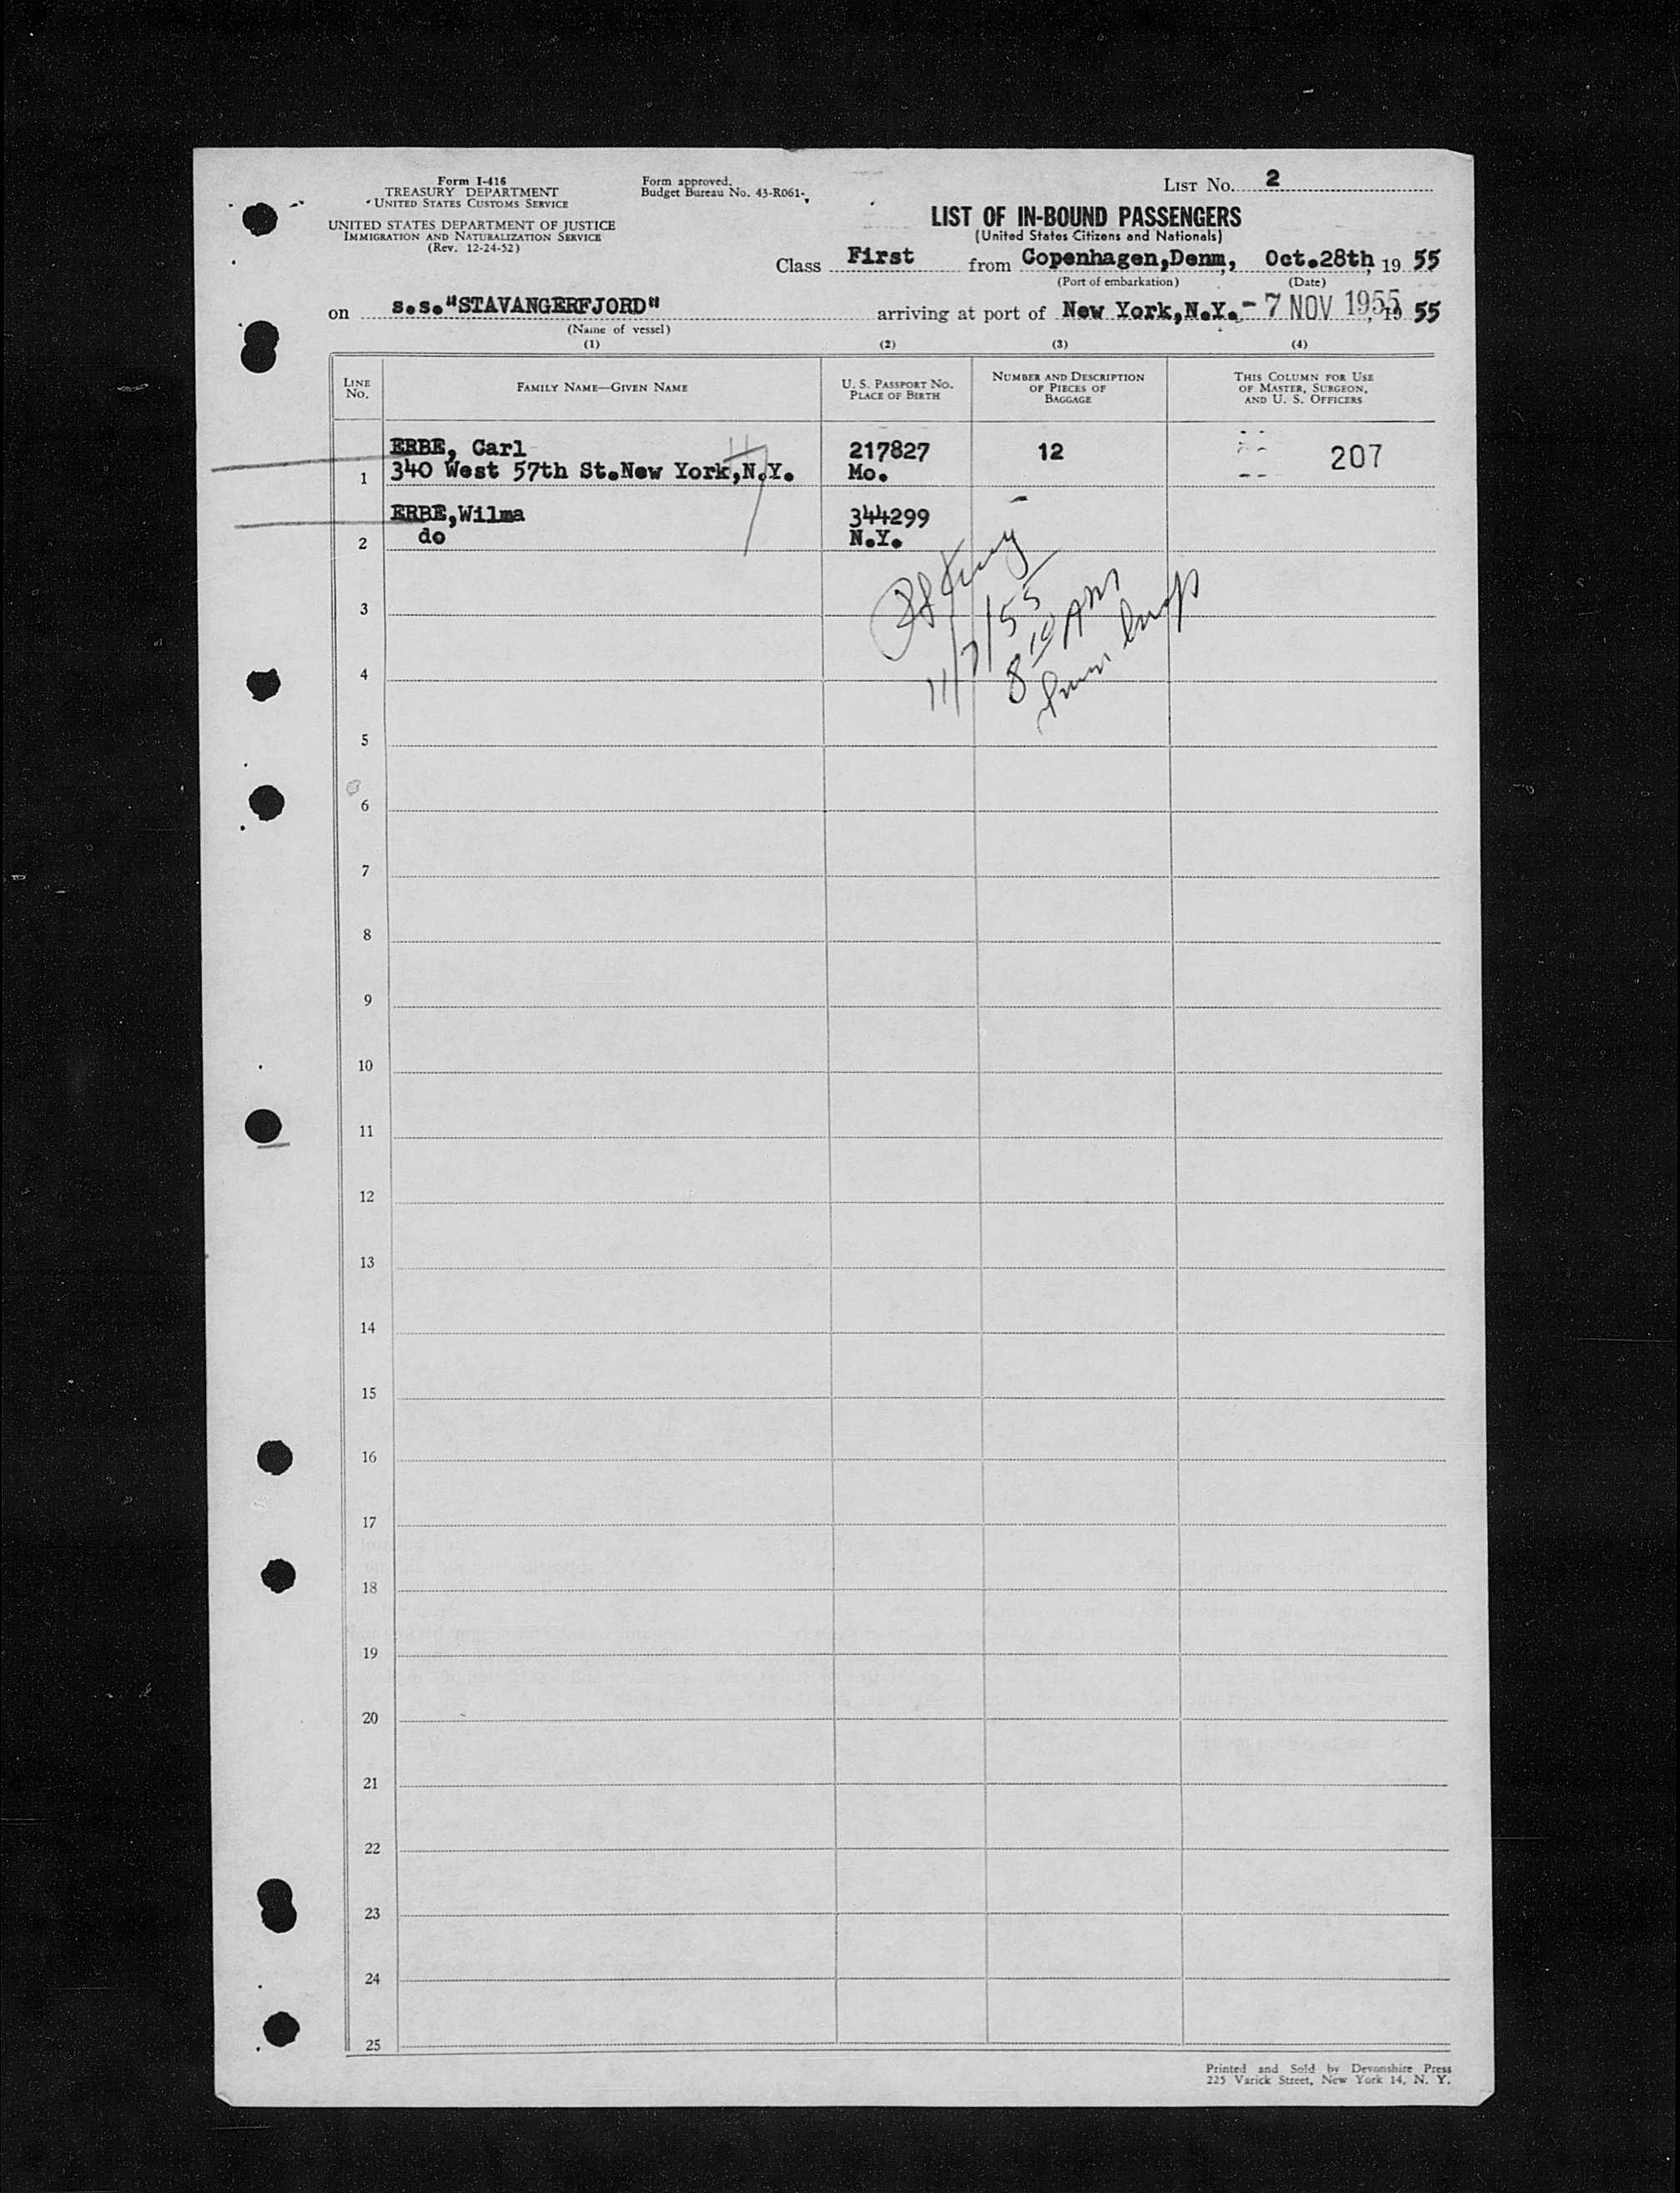 Form I-416
TREASURY DEPARTMENT
UNITED STATES CUSTOMS SERVICE
UNITED STATES DEPARTMENT OF JUSTICE
IMMIGRATION AND NATURALIZATION SERVICE
(Rev. 12-24-52)
Form approved.
Budget Bureau No. 43-R061-
LIST No. 2
LIST OF IN-BOUND PASSENGERS
(United States Citizens and Nationals)
Class First from Copenhagen,Denm, Oct.28th, 19 55
(Port of embarkation) (Date)
on s.s."STAVANGERFJORD" arriving at port of New York,N.Y. -7 NOV 1955, 19 55
(Name of vessel)
(1) (2) (3) (4)
LINE No. FAMILY NAME—GIVEN NAME U. S. PASSPORT No. PLACE OF BIRTH NUMBER AND DESCRIPTION OF PIECES OF BAGGAGE THIS COLUMN FOR USE OF MASTER, SURGEON, AND U. S. OFFICERS
ERBE, Carl 217827 12 207
1 340 West 57th St.New York,N.Y. Mo.
ERBE,Wilma 344299
2 do N.Y.
3
11/7/55
8 10 AM
4
5
6
7
8
9
10
11
12
13
14
15
16
17
18
19
20
21
22
23
24
25
Printed and Sold by Devonshire Press
225 Varick Street, New York 14, N. Y.